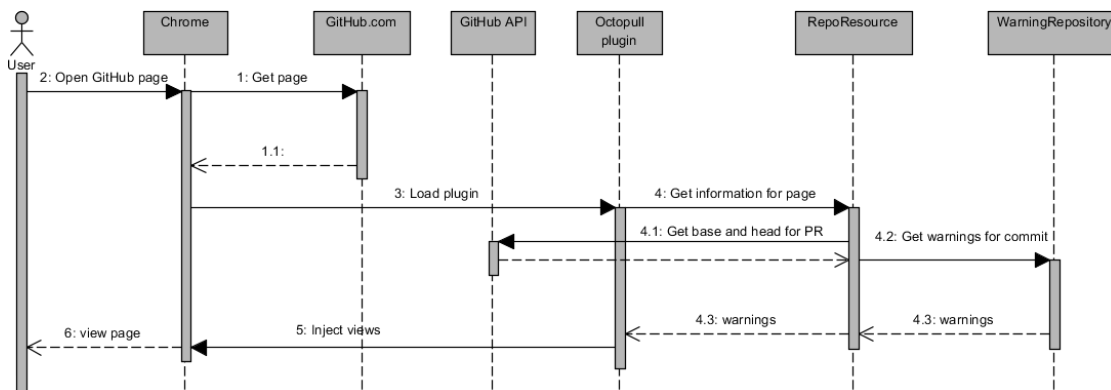 Chrome
GitHub.com
GitHub API
Octopull
plugin
RepoResource
WarningRepository
User
2: Open GitHub page
1: Get page
1.1:
3: Load plugin
4: Get information for page
4.1: Get base and head for PR
4.2: Get warnings for commit
4.3: warnings
4.3: warnings
5: Inject views
6: view page